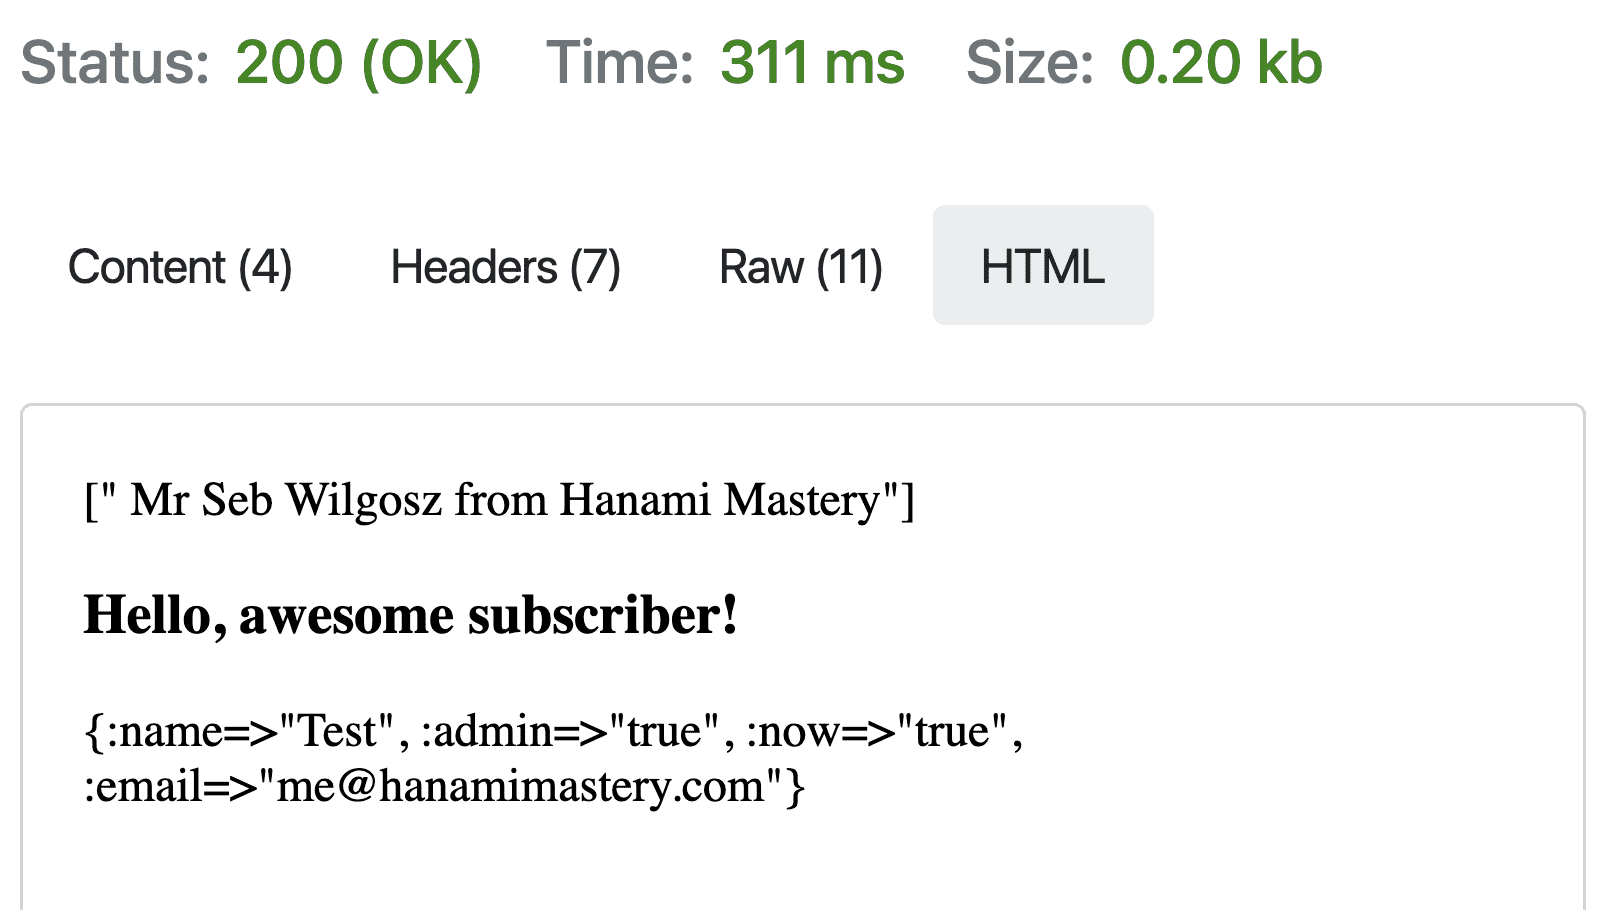 Status: 200 (OK) Time: 311 ms Size: 0.20 kb
Content (4) Headers (7) Raw (11) HTML
[" Mr Seb Wilgosz from Hanami Mastery"]
Hello, awesome subscriber!
{:name=>"Test", :admin=>"true", :now=>"true",
:email=>"me@hanamimastery.com"}